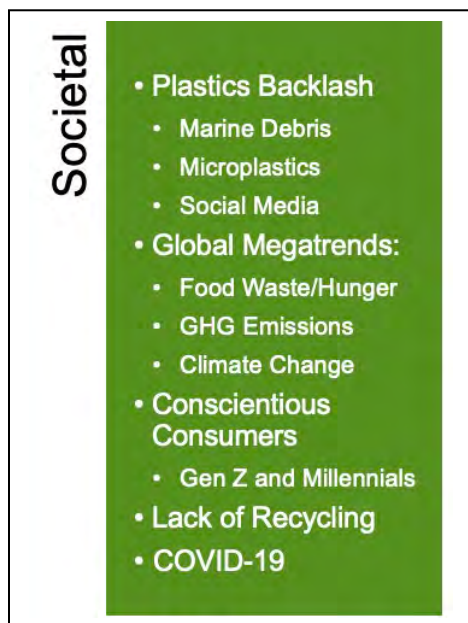 Societal
• Plastics Backlash
• Marine Debris
• Microplastics
• Social Media
• Global Megatrends:
• Food Waste/Hunger
• GHG Emissions
• Climate Change
• Conscientious
Consumers
• Gen Z and Millennials
• Lack of Recycling
• COVID-19